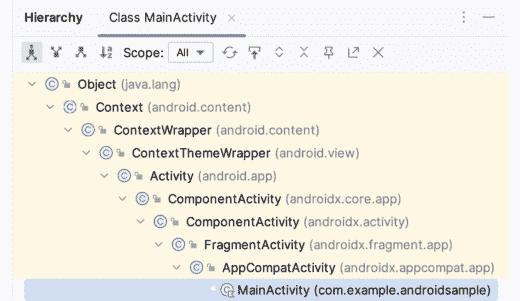 Hierarchy Class MainActivity
Scope: All
Object (java.lang)
Context (android.content)
ContextWrapper (android.content)
ContextThemeWrapper (android.view)
Activity (android.app)
ComponentActivity (androidx.core.app)
ComponentActivity (androidx.activity)
FragmentActivity (androidx.fragment.app)
AppCompatActivity (androidx.appcompat.app)
MainActivity (com.example.androidsample)